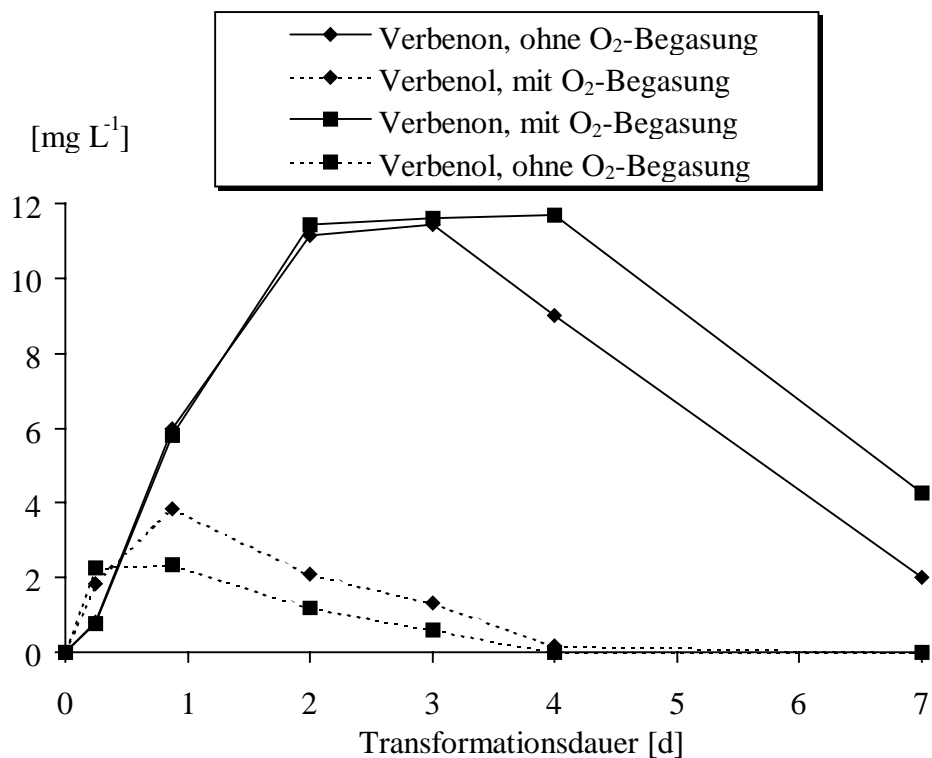 Verbenon, ohne O₂-Begasung
Verbenol, mit O₂-Begasung
Verbenon, mit O₂-Begasung
Verbenol, ohne O₂-Begasung
[mg L⁻¹]
12
10
8
6
4
2
0
0 1 2 3 4 5 6 7
Transformationsdauer [d]